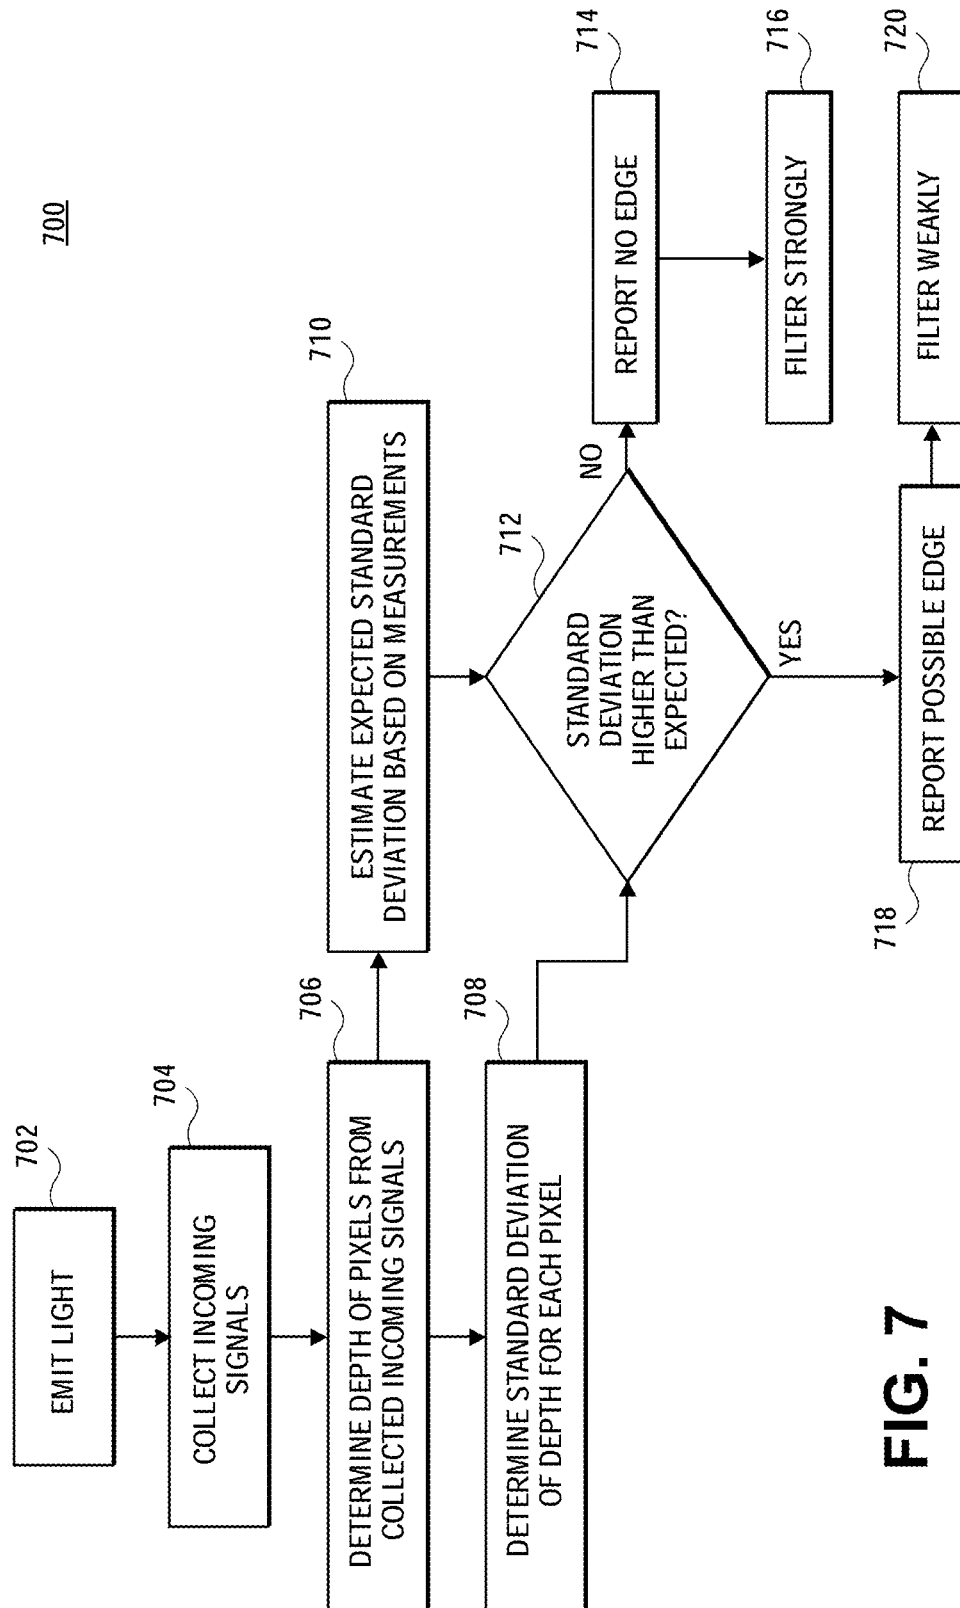 700
702
EMIT LIGHT
704
COLLECT INCOMING
SIGNALS
706
DETERMINE DEPTH OF PIXELS FROM
COLLECTED INCOMING SIGNALS
708
DETERMINE STANDARD DEVIATION
OF DEPTH FOR EACH PIXEL
710
ESTIMATE EXPECTED STANDARD
DEVIATION BASED ON MEASUREMENTS
712
STANDARD
DEVIATION
HIGHER THAN
EXPECTED?
NO
YES
714
REPORT NO EDGE
716
FILTER STRONGLY
718
REPORT POSSIBLE EDGE
720
FILTER WEAKLY
FIG. 7